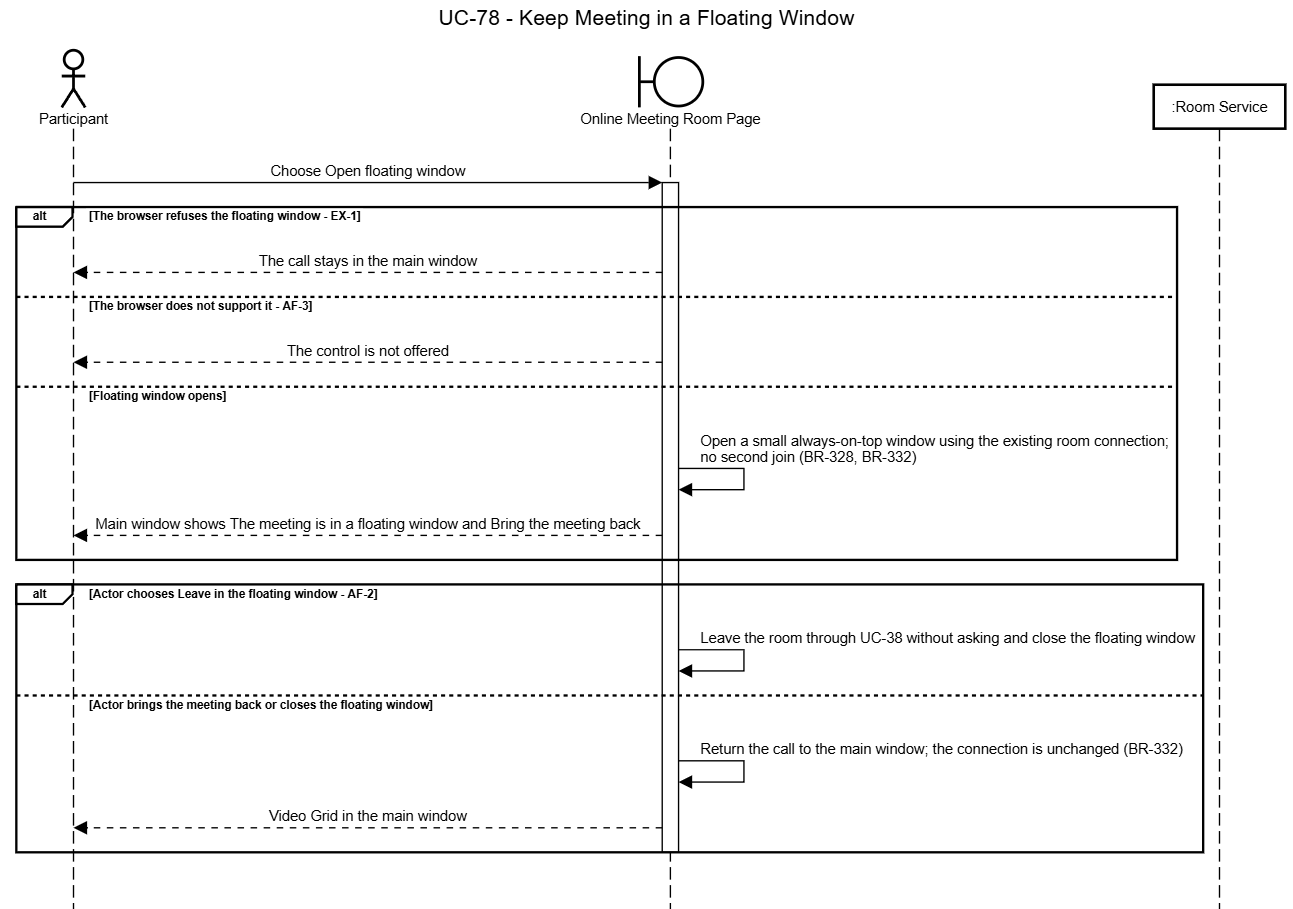 UC-78 - Keep Meeting in a Floating Window
Participant
Online Meeting Room Page
:Room Service
Choose Open floating window
alt
[The browser refuses the floating window - EX-1]
The call stays in the main window
[The browser does not support it - AF-3]
The control is not offered
[Floating window opens]
Open a small always-on-top window using the existing room connection;
no second join (BR-328, BR-332)
Main window shows The meeting is in a floating window and Bring the meeting back
alt
[Actor chooses Leave in the floating window - AF-2]
Leave the room through UC-38 without asking and close the floating window
[Actor brings the meeting back or closes the floating window]
Return the call to the main window; the connection is unchanged (BR-332)
Video Grid in the main window